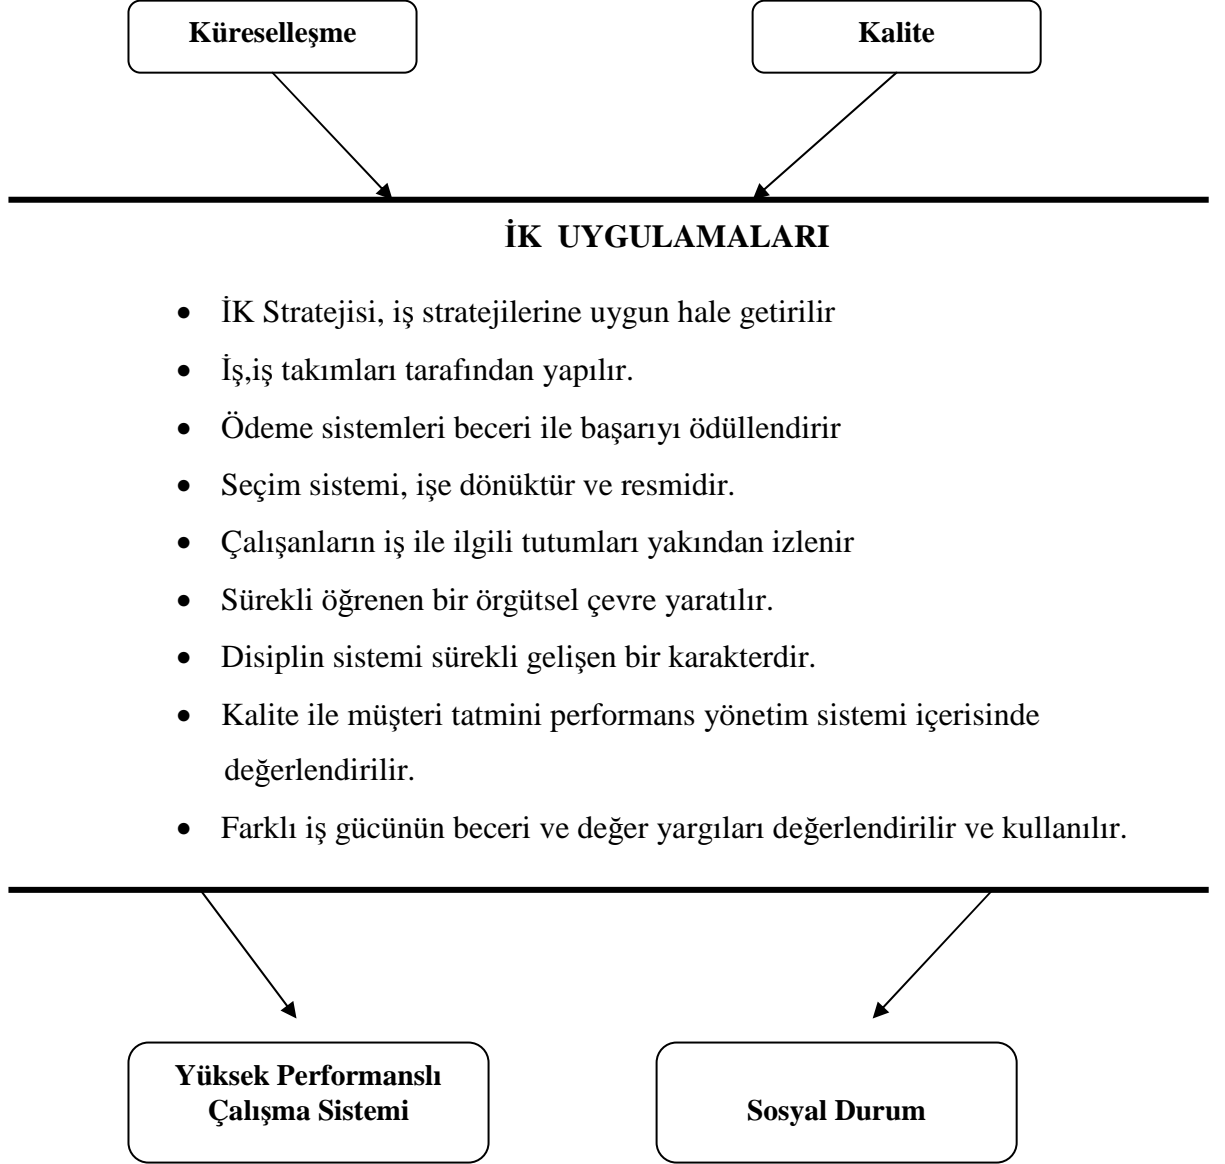 Küreselleşme
Kalite
İK UYGULAMALARI
• İK Stratejisi, iş stratejilerine uygun hale getirilir
• İş,iş takımları tarafından yapılır.
• Ödeme sistemleri beceri ile başarıyı ödüllendirir
• Seçim sistemi, işe dönüktür ve resmidir.
• Çalışanların iş ile ilgili tutumları yakından izlenir
• Sürekli öğrenen bir örgütsel çevre yaratılır.
• Disiplin sistemi sürekli gelişen bir karakterdir.
• Kalite ile müşteri tatmini performans yönetim sistemi içerisinde
değerlendirilir.
• Farklı iş gücünün beceri ve değer yargıları değerlendirilir ve kullanılır.
Yüksek Performanslı
Çalışma Sistemi
Sosyal Durum